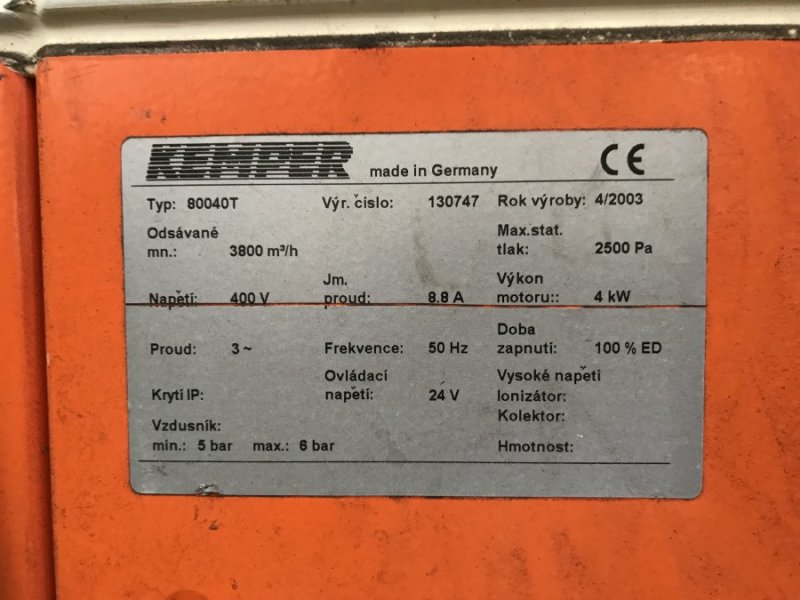 KEMPER made in Germany CE
Typ: 80040T Výr. číslo: 130747 Rok výroby: 4/2003
Odsávané mn.: 3800 m³/h Max.stat. tlak: 2500 Pa
Napětí: 400 V Jm. proud: 8.8 A Výkon motoru:: 4 kW
Proud: 3 ~ Frekvence: 50 Hz Doba zapnutí: 100 % ED
Krytí IP: Ovládací napětí: 24 V Vysoké napětí
Ionizátor:
Kolektor:
Vzdusník:
min.: 5 bar max.: 6 bar Hmotnost: